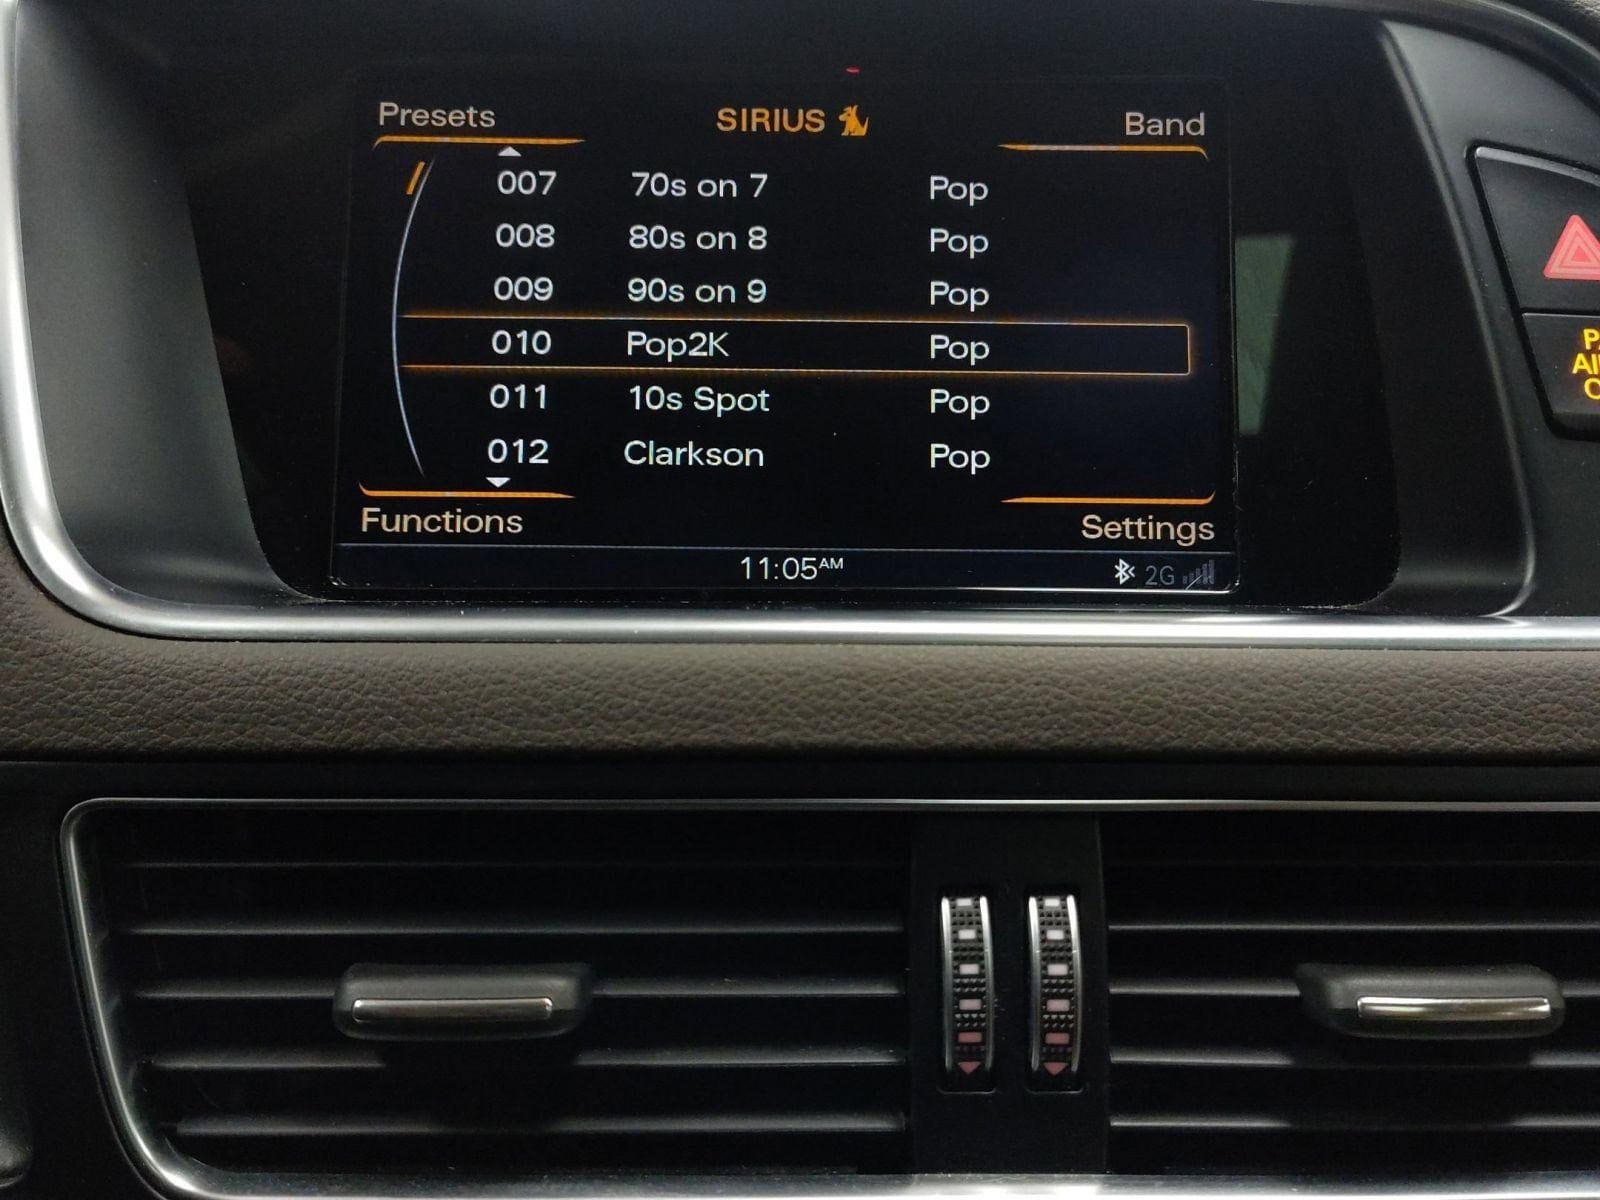 Presets SIRIUS Band
007 70s on 7 Pop
008 80s on 8 Pop
009 90s on 9 Pop
010 Pop2K Pop
011 10s Spot Pop
012 Clarkson Pop
Functions Settings
11:05AM 2G